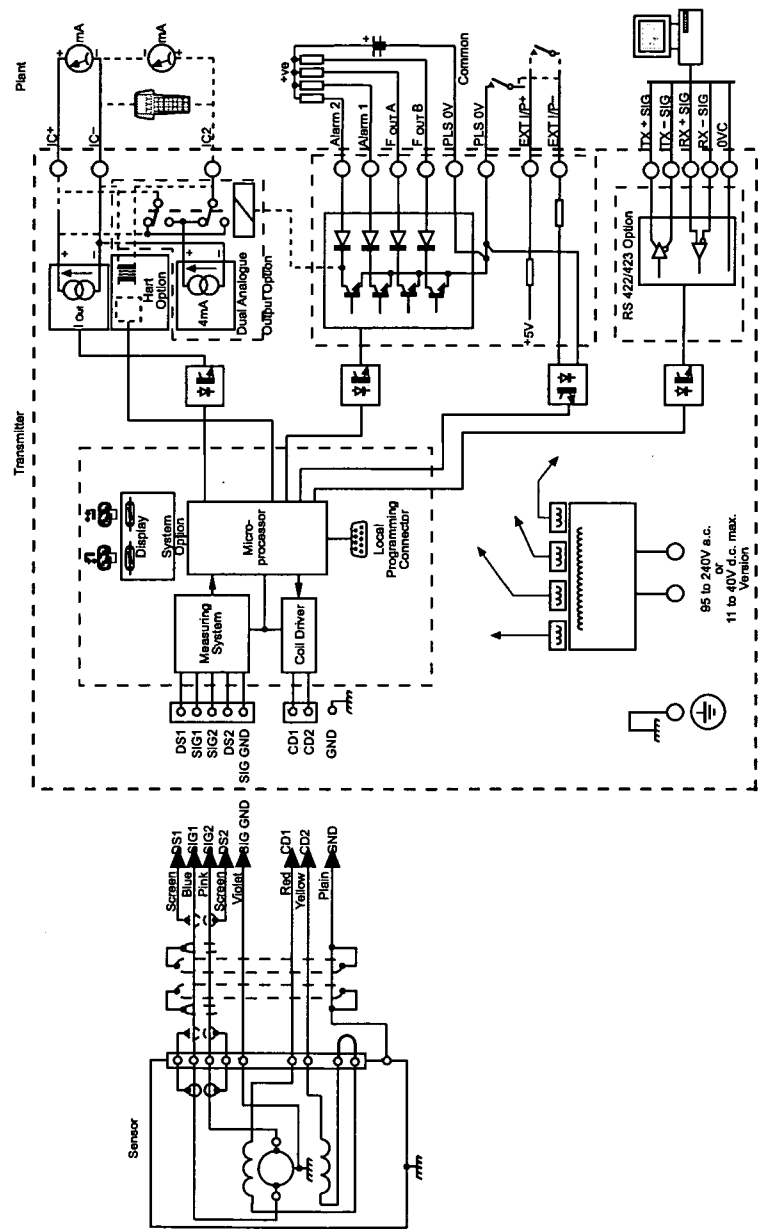 Sensor
Screen
DS1
Blue
SIG1
Pink
SIG2
Screen
DS2
Violet
SIG GND
Red
CD1
Yellow
CD2
Plain
GND
Transmitter
DS1
SIG1
SIG2
DS2
SIG GND
CD1
CD2
GND
Measuring
System
Coil Driver
Display
System
Option
Micro-
processor
Local
Programming
Connector
95 to 240V a.c.
or
11 to 40V d.c. max.
Version
I Out
Hart
Option
4mA
Dual Analogue
Output Option
+5V
RS 422/423 Option
Plant
IC+
IC–
IC2
+
mA
–
–
mA
+
+
–
+
–
+ve
+
Common
Alarm 2
Alarm 1
F OUT A
F OUT B
PLS 0V
PLS 0V
EXT I/P+
EXT I/P–
TX + SIG
TX – SIG
RX + SIG
RX – SIG
0VC